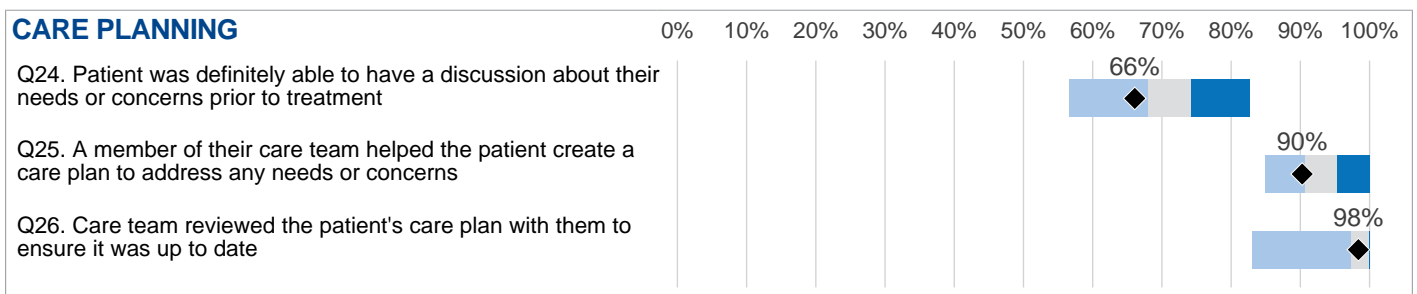 CARE PLANNING
0% 10% 20% 30% 40% 50% 60% 70% 80% 90% 100%
Q24. Patient was definitely able to have a discussion about their
needs or concerns prior to treatment
66%
Q25. A member of their care team helped the patient create a
care plan to address any needs or concerns
90%
Q26. Care team reviewed the patient's care plan with them to
ensure it was up to date
98%